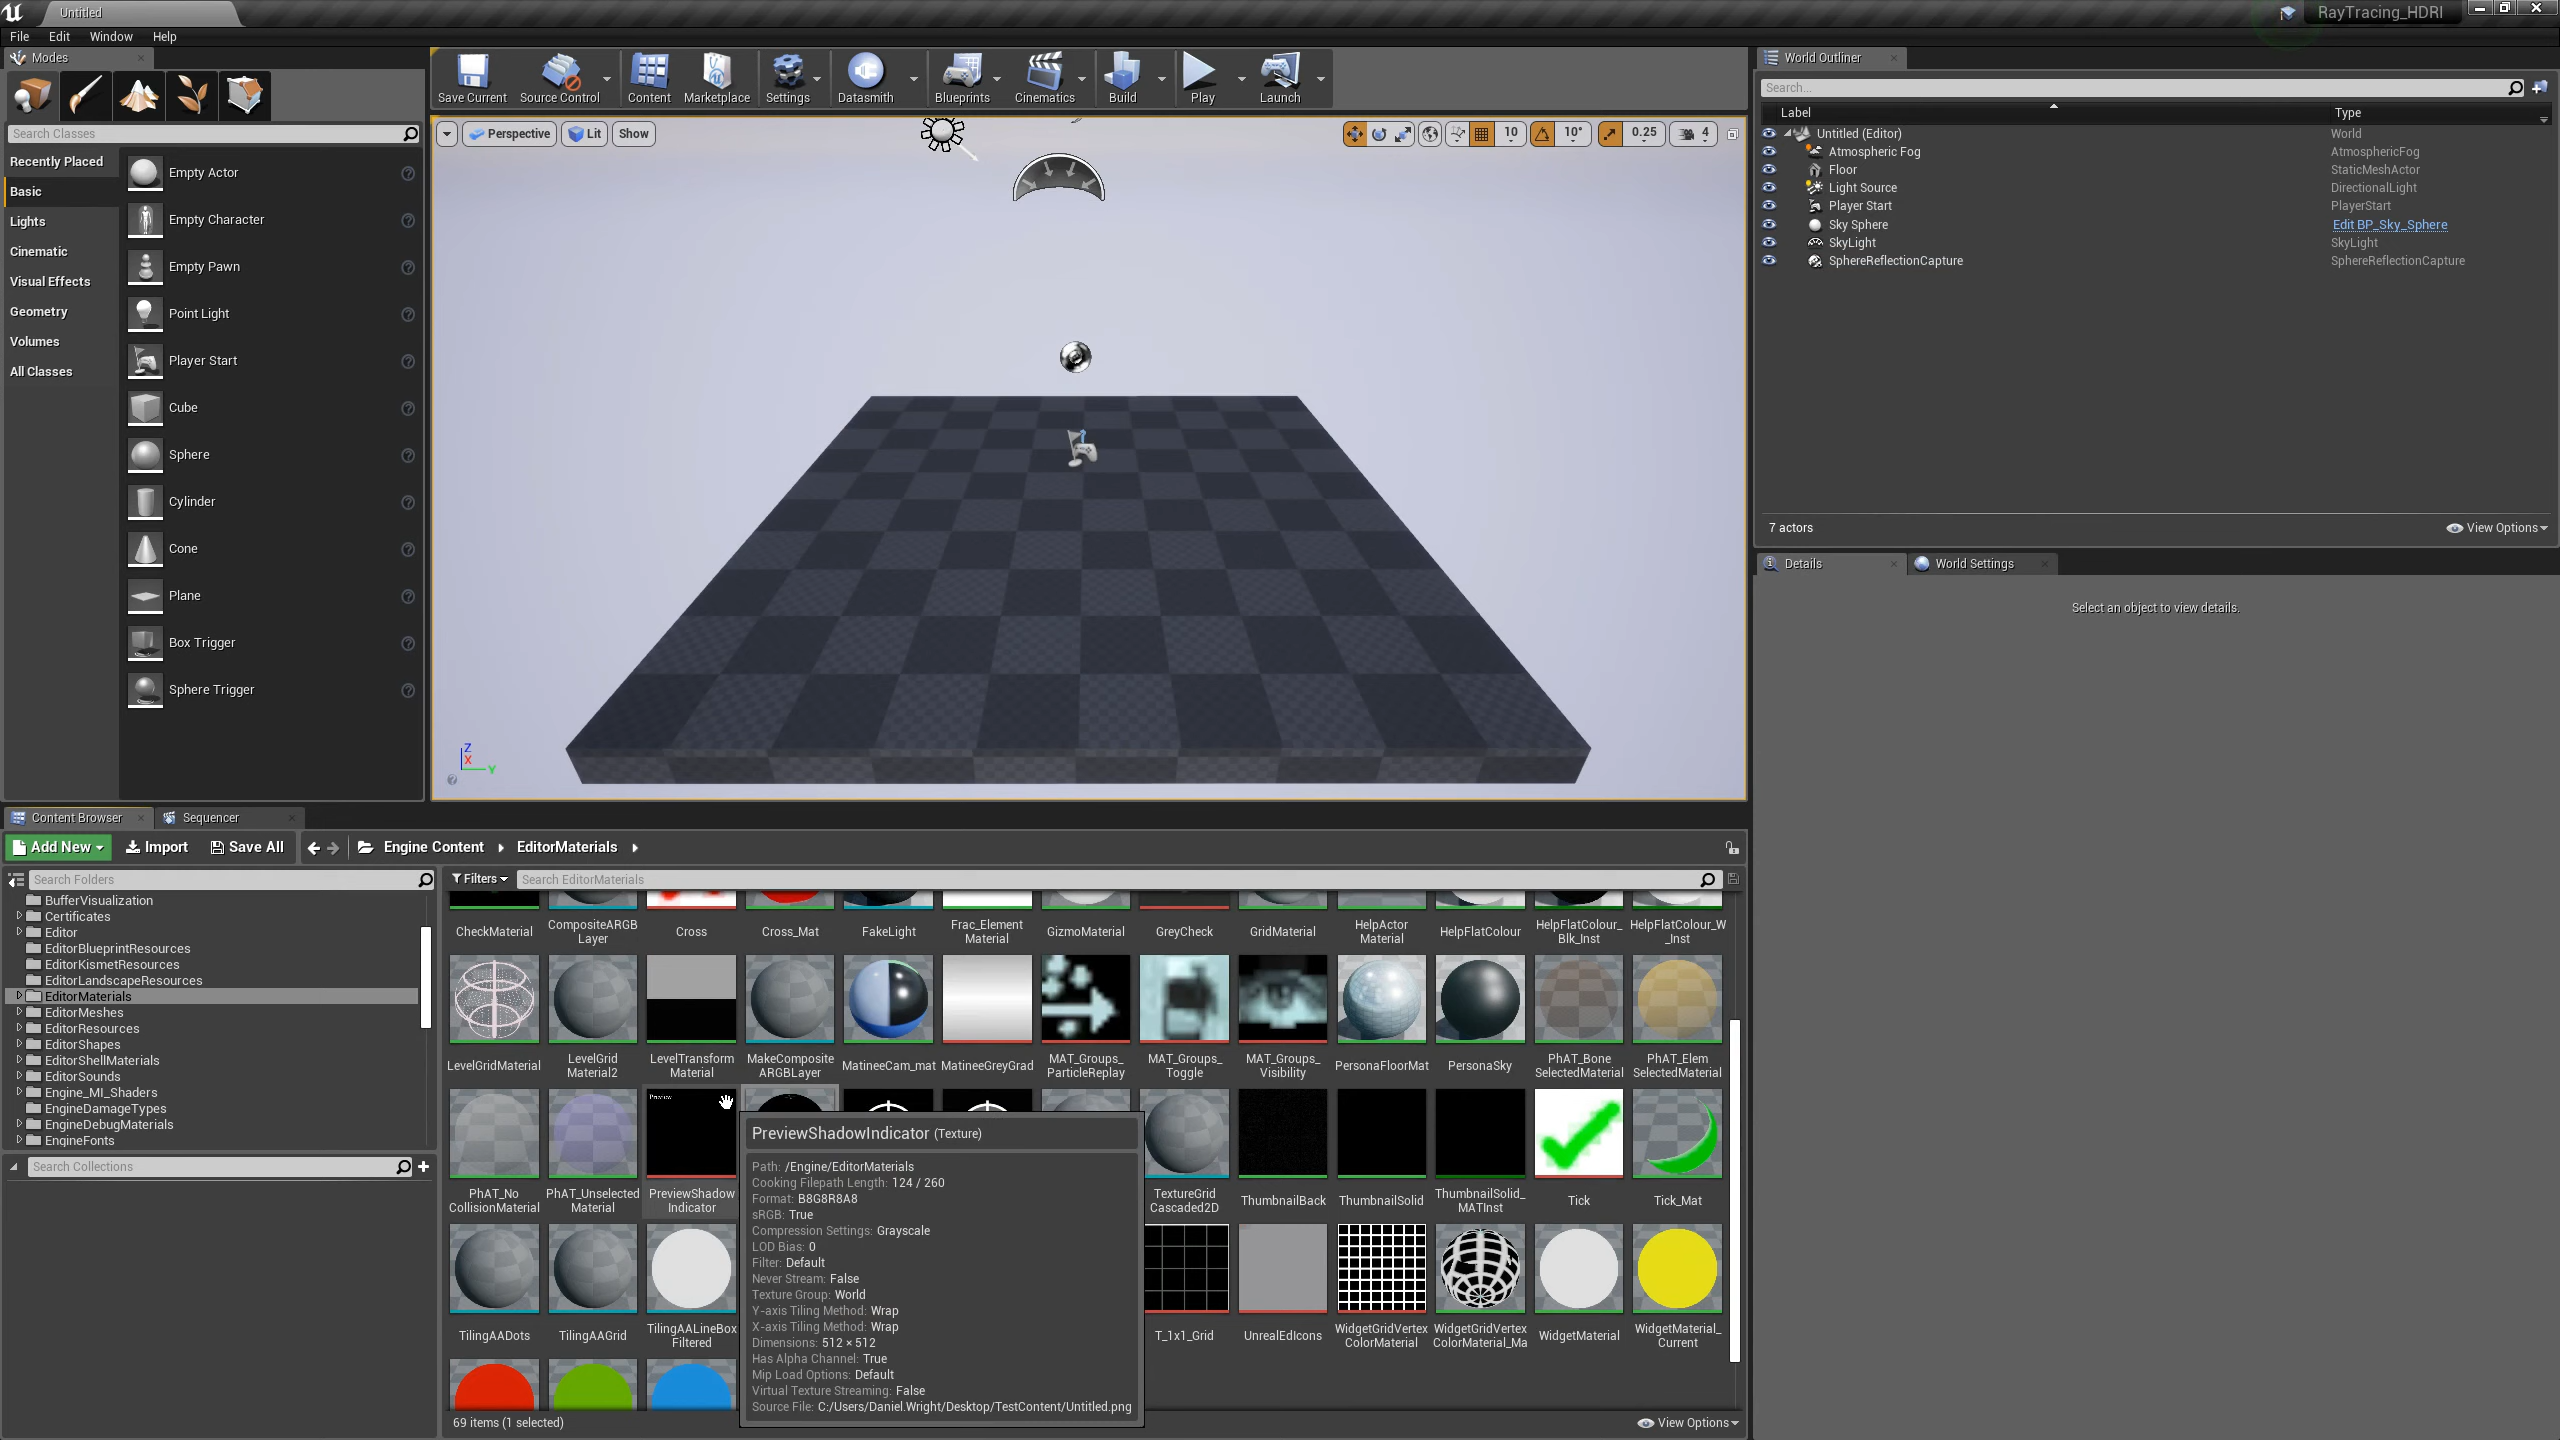 Untitled
RayTracing_HDRI
File Edit Window Help
Modes
Search Classes
Recently Placed
Basic
Lights
Cinematic
Visual Effects
Geometry
Volumes
All Classes
Empty Actor
Empty Character
Empty Pawn
Point Light
Player Start
Cube
Sphere
Cylinder
Cone
Plane
Box Trigger
Sphere Trigger
Save Current Source Control Content Marketplace Settings Datasmith Blueprints Cinematics Build Play Launch
Perspective Lit Show
10 10° 0.25 4
Z
X
Y
World Outliner
Search...
Label Type
Untitled (Editor) World
Atmospheric Fog AtmosphericFog
Floor StaticMeshActor
Light Source DirectionalLight
Player Start PlayerStart
Sky Sphere Edit BP_Sky_Sphere
SkyLight SkyLight
SphereReflectionCapture SphereReflectionCapture
7 actors View Options
Details World Settings
Select an object to view details.
Content Browser Sequencer
Add New Import Save All Engine Content EditorMaterials
Search Folders
BufferVisualization
Certificates
Editor
EditorBlueprintResources
EditorKismetResources
EditorLandscapeResources
EditorMaterials
EditorMeshes
EditorResources
EditorShapes
EditorShellMaterials
EditorSounds
Engine_MI_Shaders
EngineDamageTypes
EngineDebugMaterials
EngineFonts
Search Collections
Filters Search EditorMaterials
CheckMaterial
CompositeARGB
Layer
Cross
Cross_Mat
FakeLight
Frac_Element
Material
GizmoMaterial
GreyCheck
GridMaterial
HelpActor
Material
HelpFlatColour
HelpFlatColour_
Blk_Inst
HelpFlatColour_W
_Inst
LevelGridMaterial
LevelGrid
Material2
LevelTransform
Material
MakeComposite
ARGBLayer
MatineeCam_mat
MatineeGreyGrad
MAT_Groups_
ParticleReplay
MAT_Groups_
Toggle
MAT_Groups_
Visibility
PersonaFloorMat
PersonaSky
PhAT_Bone
SelectedMaterial
PhAT_Elem
SelectedMaterial
Preview
PhAT_No
CollisionMaterial
PhAT_Unselected
Material
PreviewShadow
Indicator
TextureGrid
Cascaded2D
ThumbnailBack
ThumbnailSolid
ThumbnailSolid_
MATInst
Tick
Tick_Mat
TilingAADots
TilingAAGrid
TilingAALineBox
Filtered
T_1x1_Grid
UnrealEdIcons
WidgetGridVertex
ColorMaterial
WidgetGridVertex
ColorMaterial_Ma
WidgetMaterial
WidgetMaterial_
Current
PreviewShadowIndicator (Texture)
Path: /Engine/EditorMaterials
Cooking Filepath Length: 124 / 260
Format: B8G8R8A8
sRGB: True
Compression Settings: Grayscale
LOD Bias: 0
Filter: Default
Never Stream: False
Texture Group: World
Y-axis Tiling Method: Wrap
X-axis Tiling Method: Wrap
Dimensions: 512 × 512
Has Alpha Channel: True
Mip Load Options: Default
Virtual Texture Streaming: False
Source File: C:/Users/Daniel.Wright/Desktop/TestContent/Untitled.png
69 items (1 selected) View Options